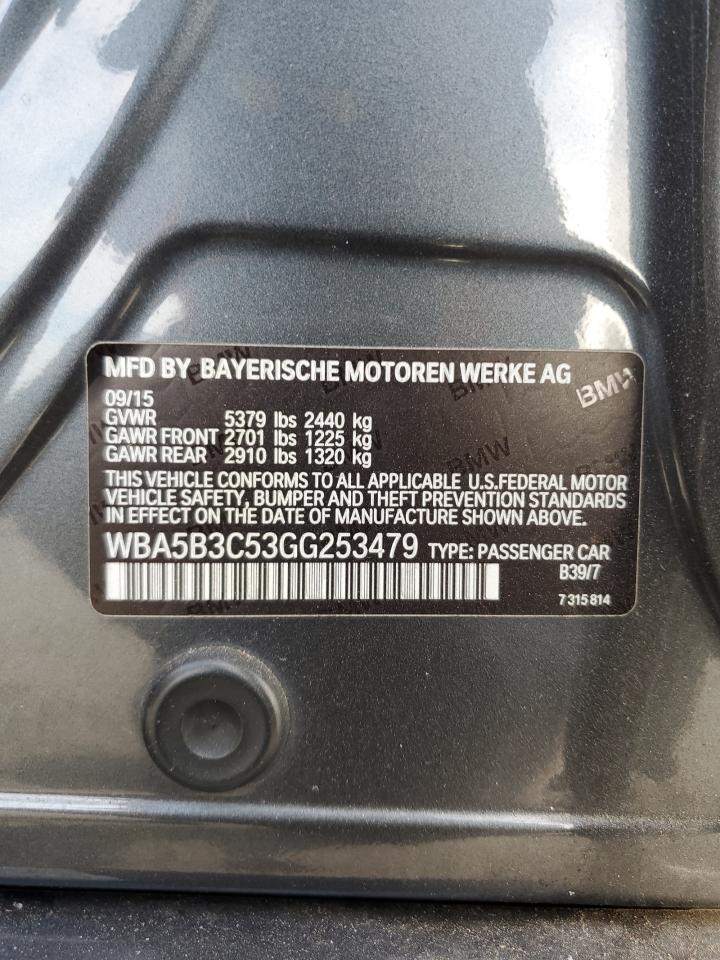 MFD BY BAYERISCHE MOTOREN WERKE AG
BMW
09/15
GVWR 5379 lbs 2440 kg
GAWR FRONT 2701 lbs 1225 kg
GAWR REAR 2910 lbs 1320 kg
BMW
THIS VEHICLE CONFORMS TO ALL APPLICABLE U.S.FEDERAL MOTOR
VEHICLE SAFETY, BUMPER AND THEFT PREVENTION STANDARDS
IN EFFECT ON THE DATE OF MANUFACTURE SHOWN ABOVE.
WBA5B3C53GG253479 TYPE: PASSENGER CAR
B39/7
7 315 814